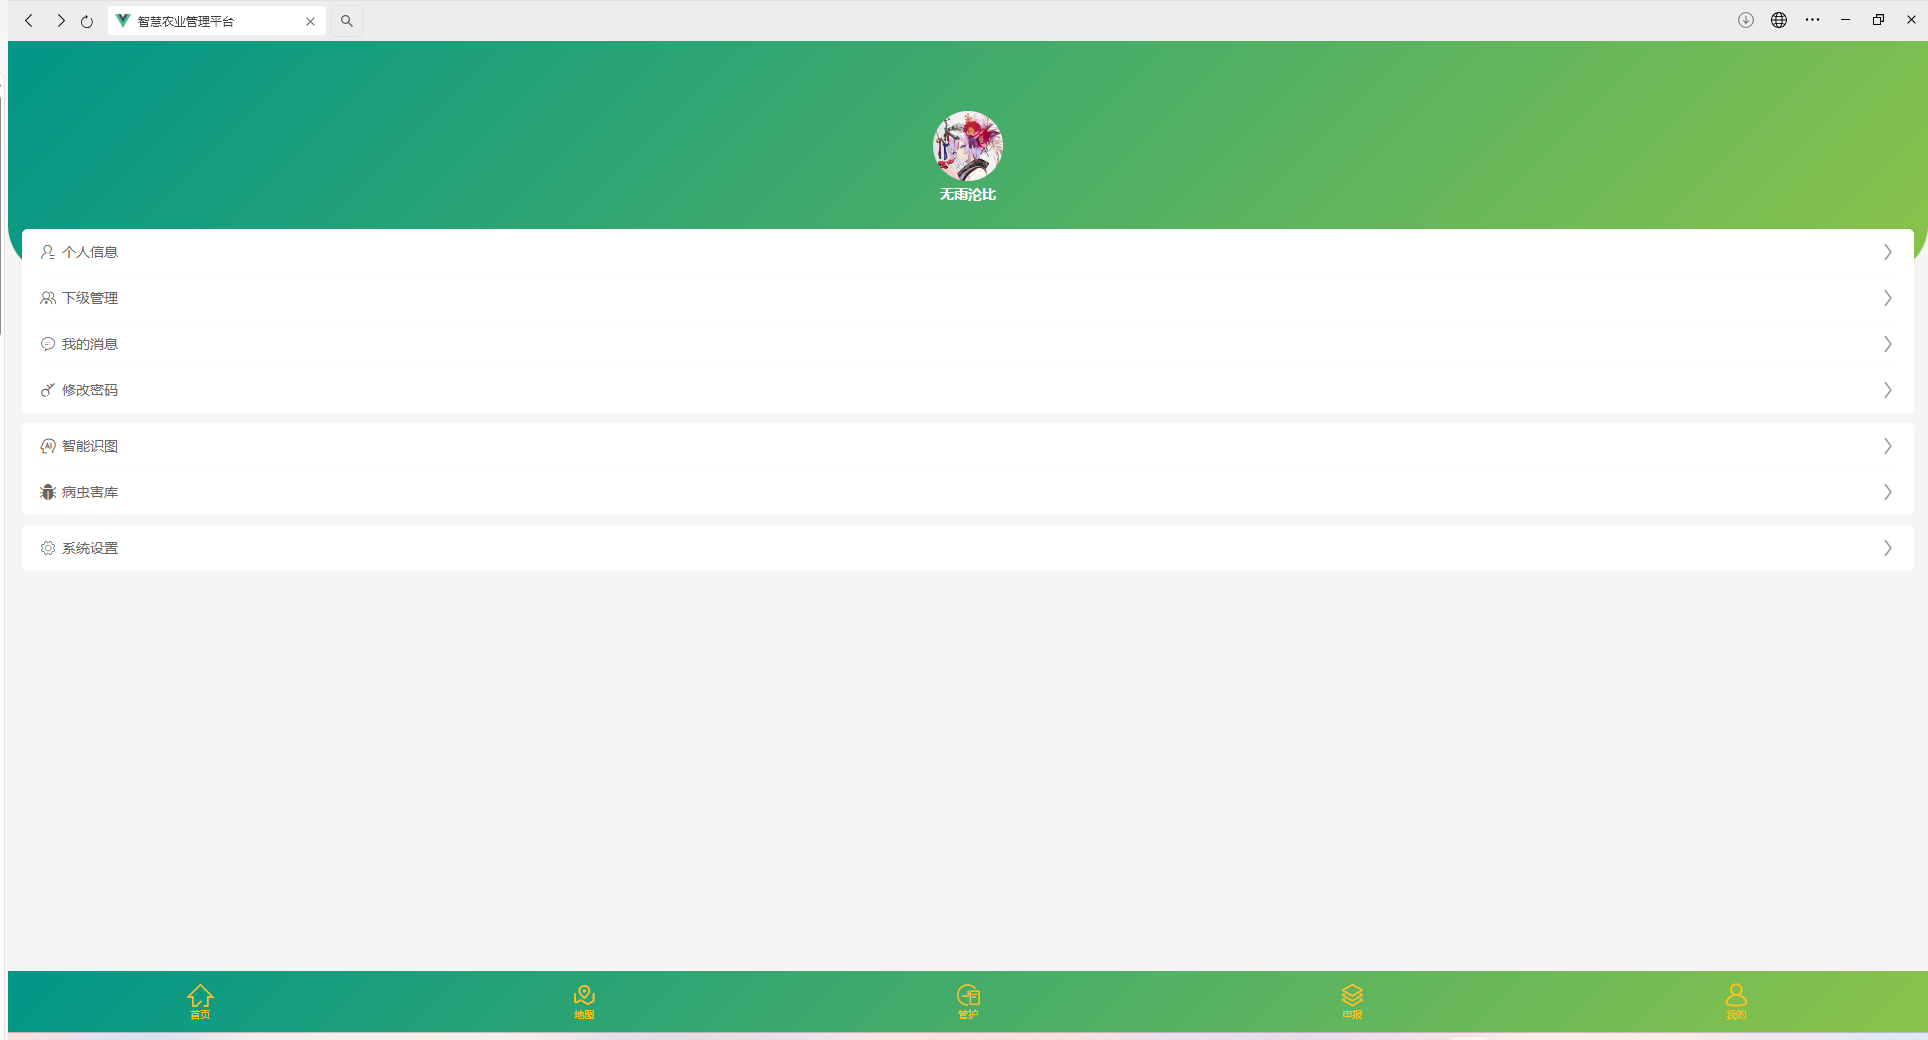 智慧农业管理平台
无雨沦比
个人信息
下级管理
我的消息
修改密码
AI 智能识图
病虫害库
系统设置
首页
地图
管护
申报
我的